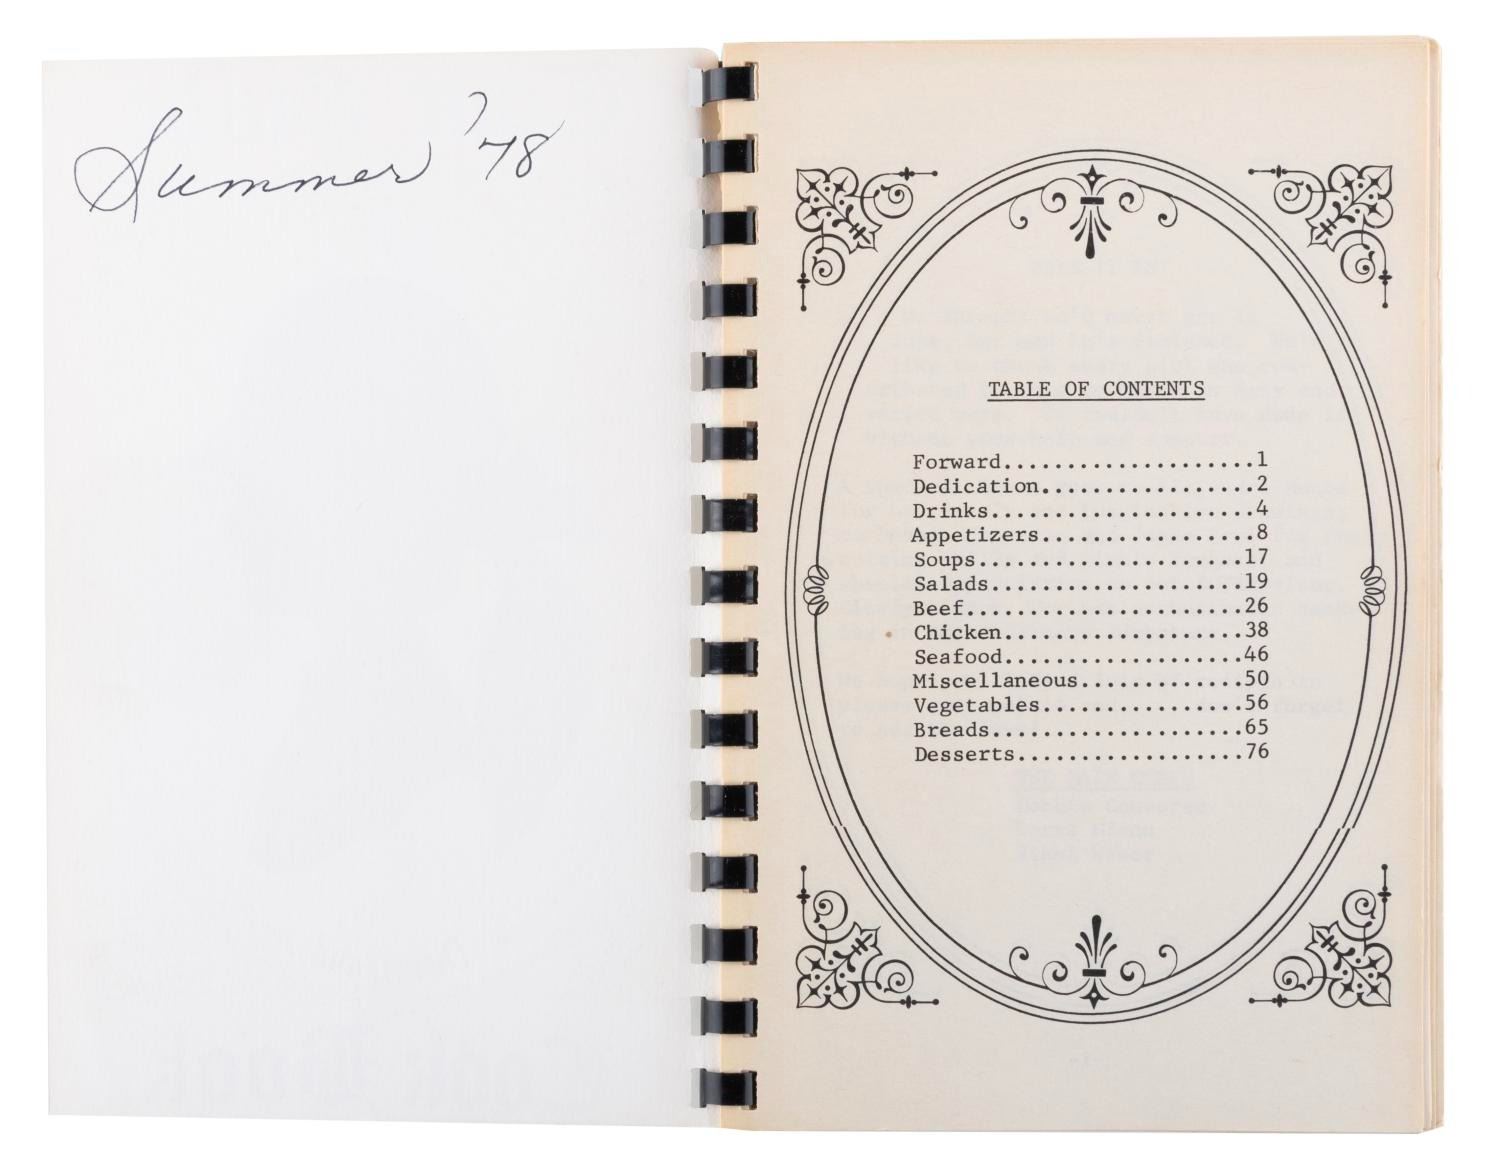 Summer '78
TABLE OF CONTENTS
Forward....................1
Dedication.................2
Drinks.....................4
Appetizers.................8
Soups.....................17
Salads....................19
Beef......................26
Chicken...................38
Seafood...................46
Miscellaneous.............50
Vegetables................56
Breads....................65
Desserts..................76